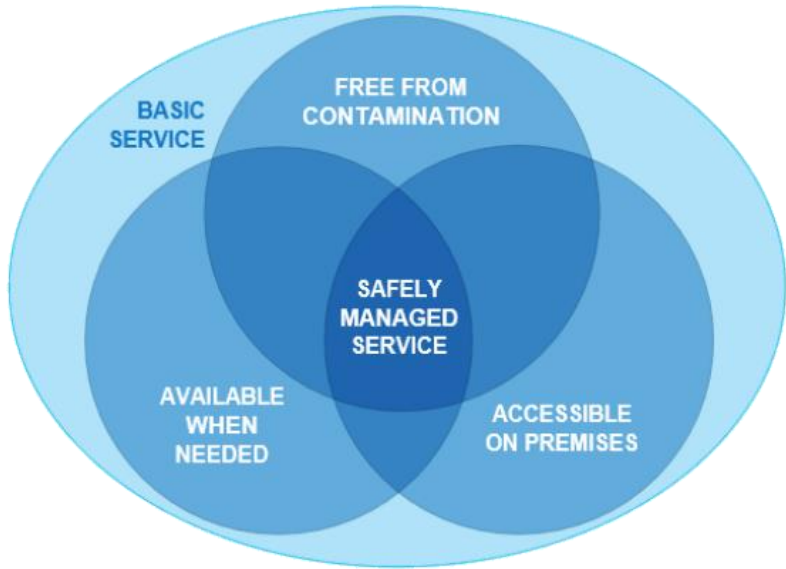 FREE FROM
CONTAMINATION
BASIC
SERVICE
SAFELY
MANAGED
SERVICE
AVAILABLE
WHEN
NEEDED
ACCESSIBLE
ON PREMISES